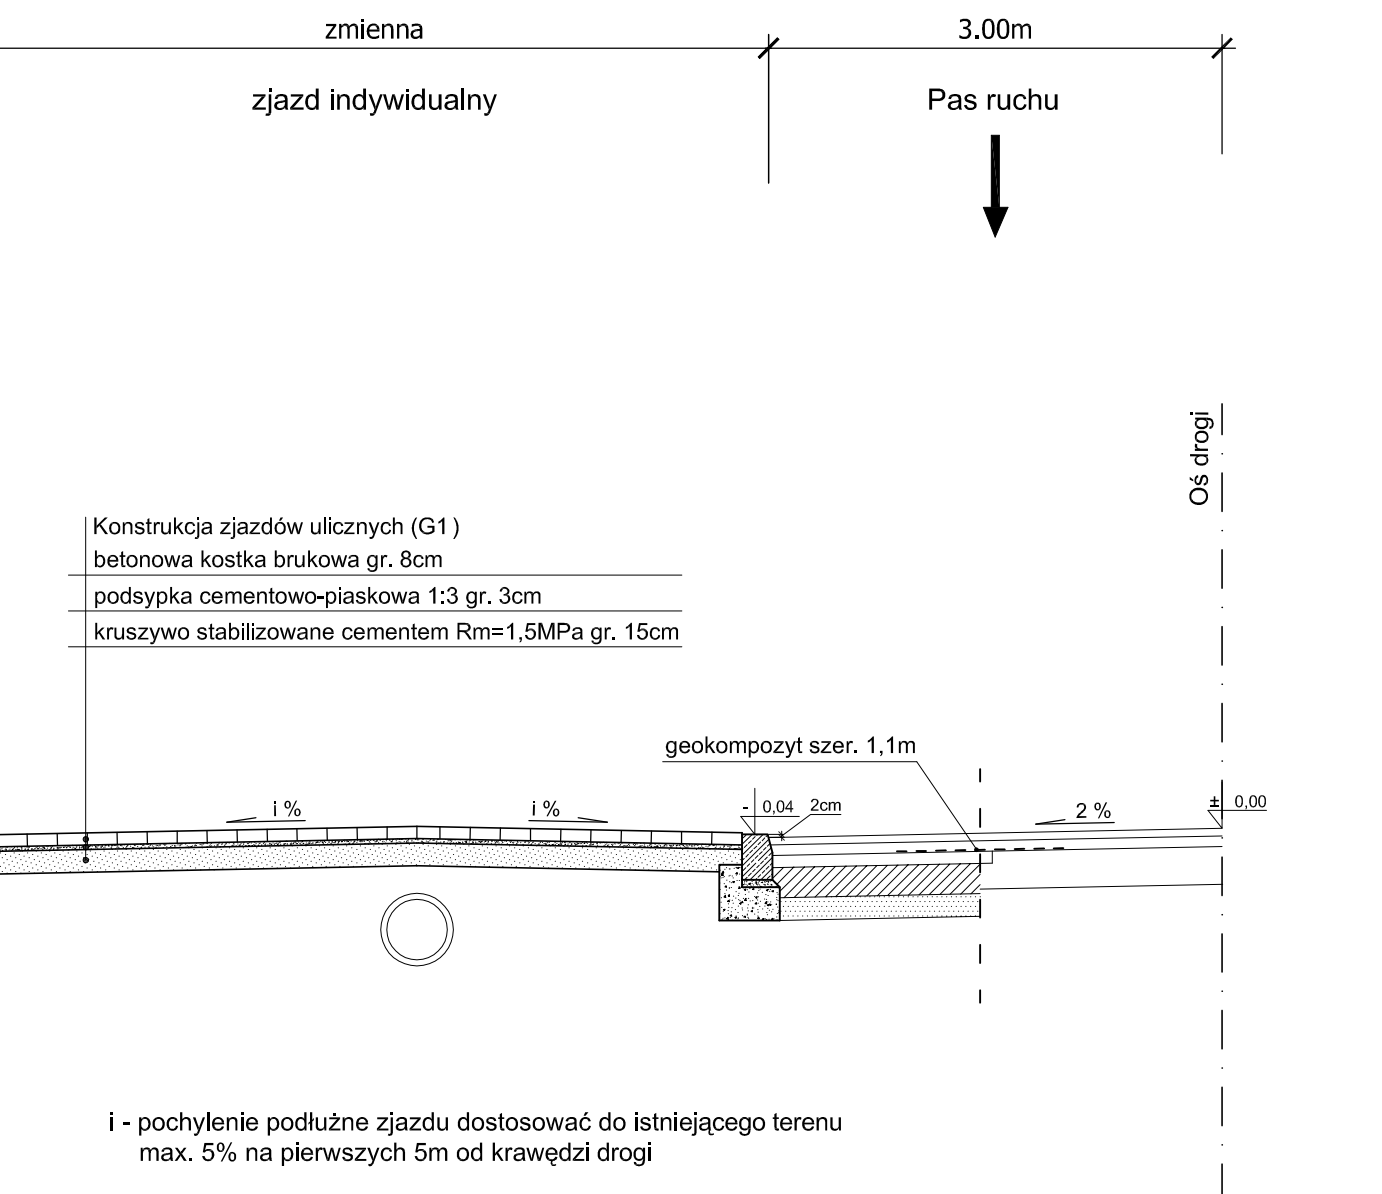 zmienna
3.00m
zjazd indywidualny
Pas ruchu
Oś drogi
Konstrukcja zjazdów ulicznych (G1)
betonowa kostka brukowa gr. 8cm
podsypka cementowo-piaskowa 1:3 gr. 3cm
kruszywo stabilizowane cementem Rm=1,5MPa gr. 15cm
geokompozyt szer. 1,1m
i %
i %
- 0,04
2cm
2 %
± 0,00
i - pochylenie podłużne zjazdu dostosować do istniejącego terenu
max. 5% na pierwszych 5m od krawędzi drogi